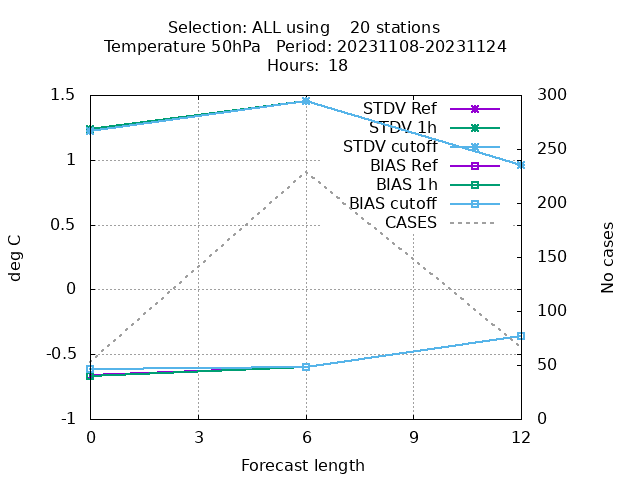 Selection: ALL using    20 stations
Temperature 50hPa   Period: 20231108-20231124
Hours: 18
1.5
1
0.5
0
-0.5
-1
300
250
200
150
100
50
0
0 3 6 9 12
deg C
No cases
Forecast length
STDV Ref
STDV 1h
STDV cutoff
BIAS Ref
BIAS 1h
BIAS cutoff
CASES